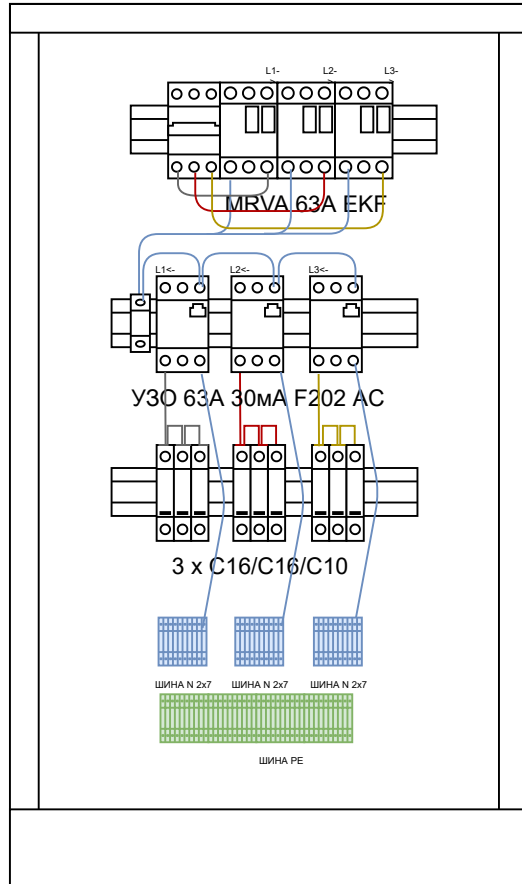 L1- L2- L3-
MRVA 63A EKF
L1<- L2<- L3<-
УЗО 63А 30мА F202 AC
3 x C16/C16/C10
ШИНА N 2x7 ШИНА N 2x7 ШИНА N 2x7
ШИНА PE